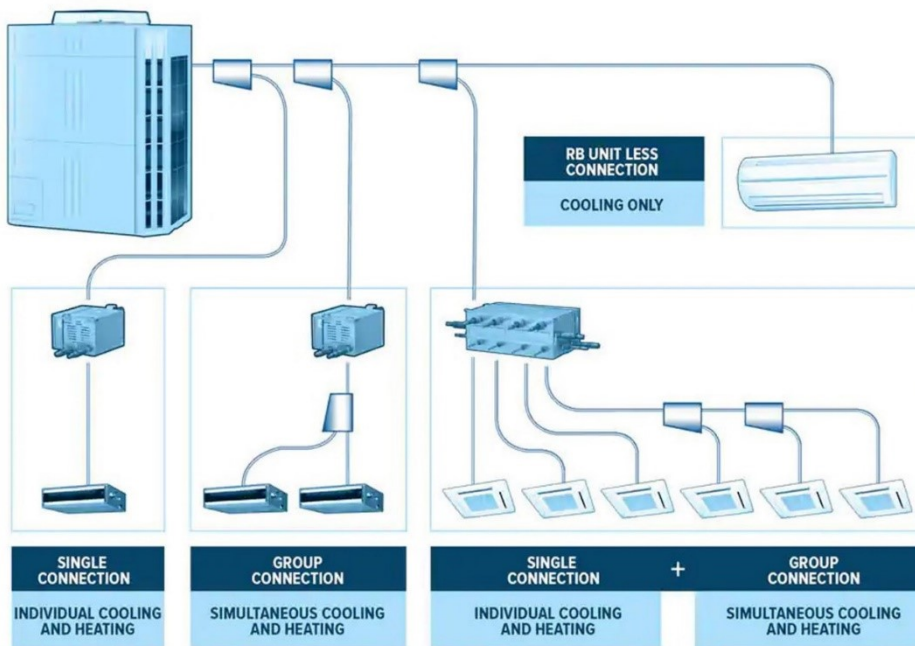 RB UNIT LESS
CONNECTION
COOLING ONLY
SINGLE
CONNECTION
INDIVIDUAL COOLING
AND HEATING
GROUP
CONNECTION
SIMULTANEOUS COOLING
AND HEATING
SINGLE
CONNECTION
+
GROUP
CONNECTION
INDIVIDUAL COOLING
AND HEATING
SIMULTANEOUS COOLING
AND HEATING